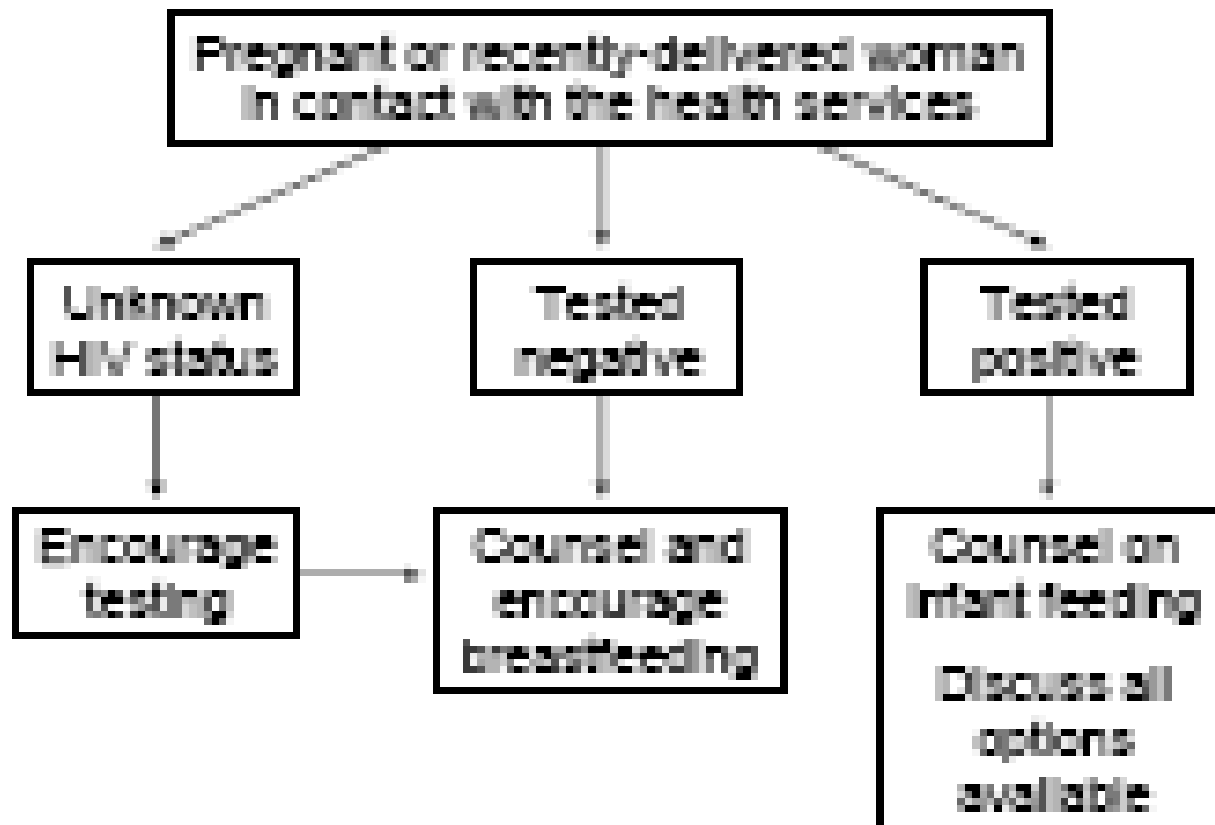 Pregnant or recently-delivered woman
in contact with the health services
Unknown
HIV status
Tested
negative
Tested
positive
Encourage
testing
Counsel and
encourage
breastfeeding
Counsel on
infant feeding
Discuss all
options
available